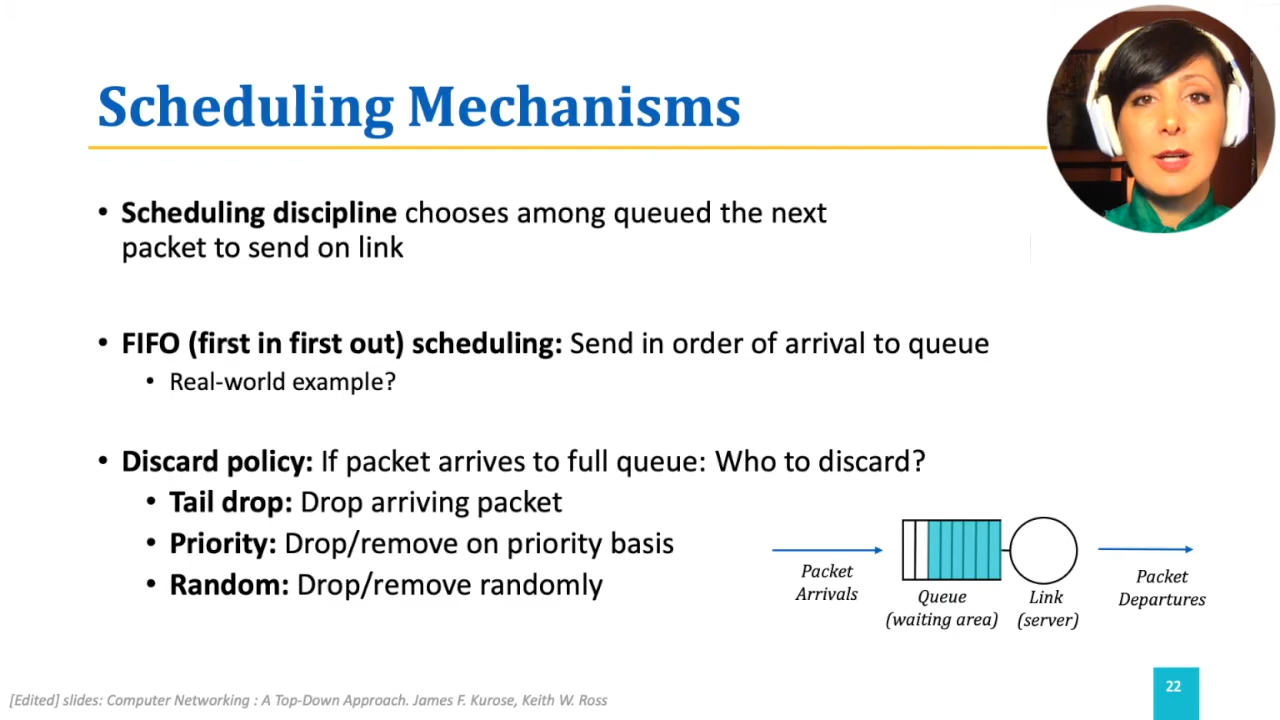 Scheduling Mechanisms
• Scheduling discipline chooses among queued the next
packet to send on link
• FIFO (first in first out) scheduling: Send in order of arrival to queue
• Real-world example?
• Discard policy: If packet arrives to full queue: Who to discard?
• Tail drop: Drop arriving packet
• Priority: Drop/remove on priority basis
• Random: Drop/remove randomly
Packet
Arrivals
Queue
(waiting area)
Link
(server)
Packet
Departures
[Edited] slides: Computer Networking : A Top-Down Approach. James F. Kurose, Keith W. Ross
22